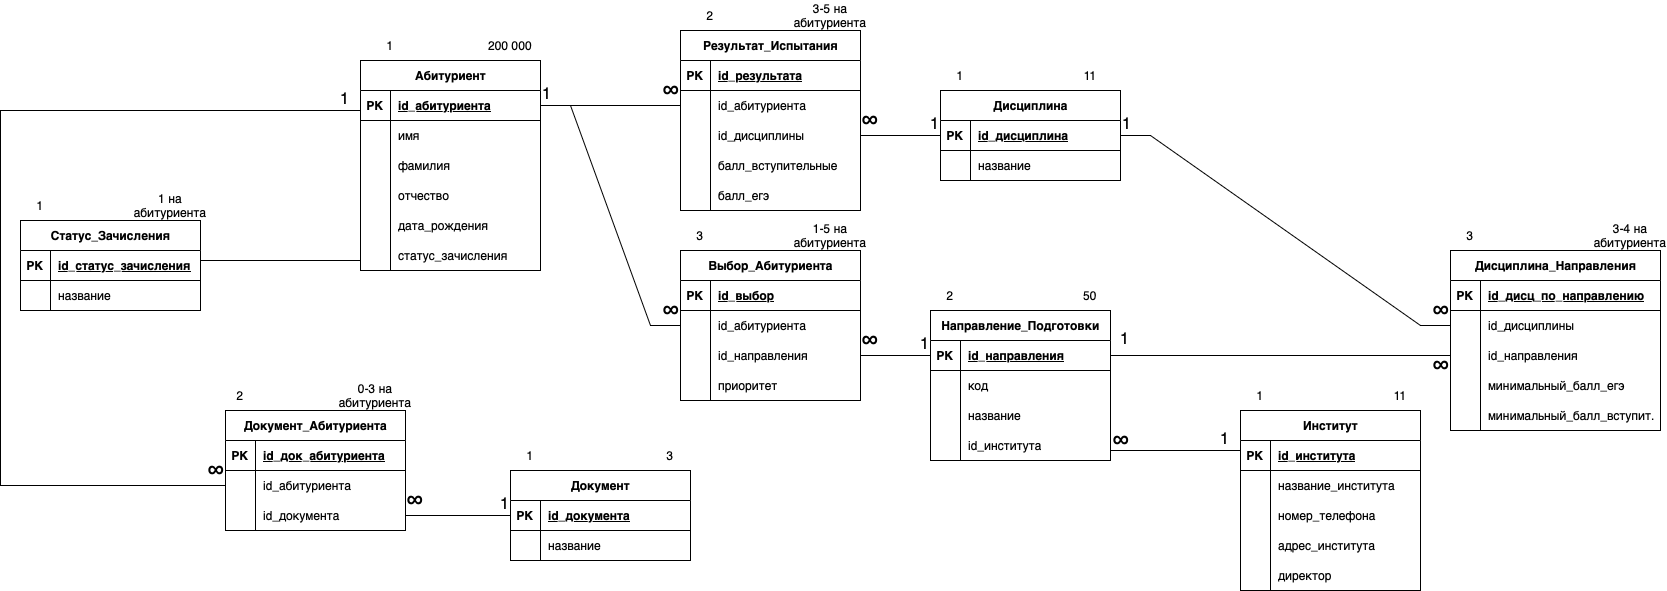 1
200 000
Абитуриент
1
PK
id_абитуриента
1
имя
фамилия
отчество
дата_рождения
статус_зачисления
2
3-5 на
абитуриента
Результат_Испытания
∞
PK
id_результата
id_абитуриента
id_дисциплины
балл_вступительные
балл_егэ
∞
1
11
Дисциплина
1
PK
id_дисциплина
1
название
1
1 на
абитуриента
Статус_Зачисления
PK
id_статус_зачисления
название
3
1-5 на
абитуриента
Выбор_Абитуриента
PK
id_выбор
∞
id_абитуриента
id_направления
приоритет
∞
2
50
Направление_Подготовки
1
PK
id_направления
1
код
название
id_института
∞
3
3-4 на
абитуриента
Дисциплина_Направления
PK
id_дисц_по_направлению
∞
id_дисциплины
id_направления
∞
минимальный_балл_егэ
минимальный_балл_вступит.
1
11
Институт
1
PK
id_института
название_института
номер_телефона
адрес_института
директор
2
0-3 на
абитуриента
Документ_Абитуриента
PK
id_док_абитуриента
∞
id_абитуриента
id_документа
∞
1
3
Документ
1
PK
id_документа
название